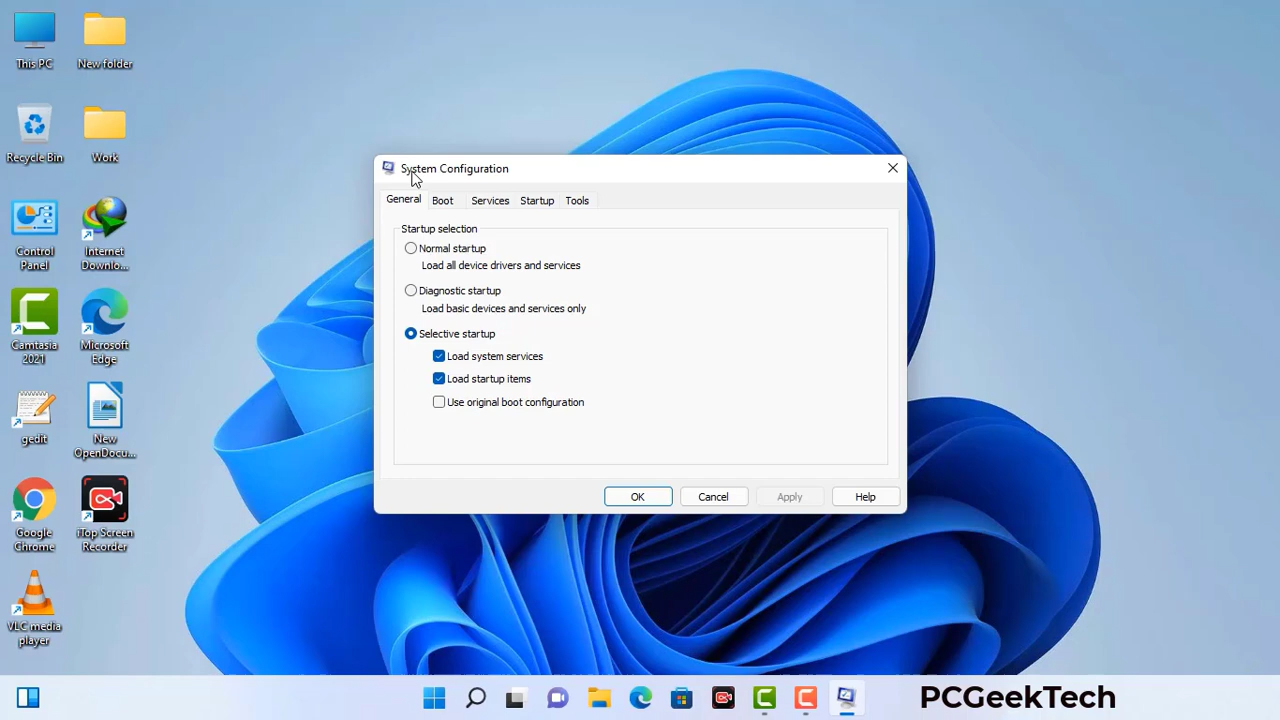 This PC
New folder
Recycle Bin
Work
Control
Panel
Internet
Downlo...
Camtasia
2021
Microsoft
Edge
gedit
New
OpenDocu...
Google
Chrome
iTop Screen
Recorder
VLC media
player
System Configuration
General Boot Services Startup Tools
Startup selection
Normal startup
Load all device drivers and services
Diagnostic startup
Load basic devices and services only
Selective startup
Load system services
Load startup items
Use original boot configuration
OK Cancel Apply Help
PCGeekTech